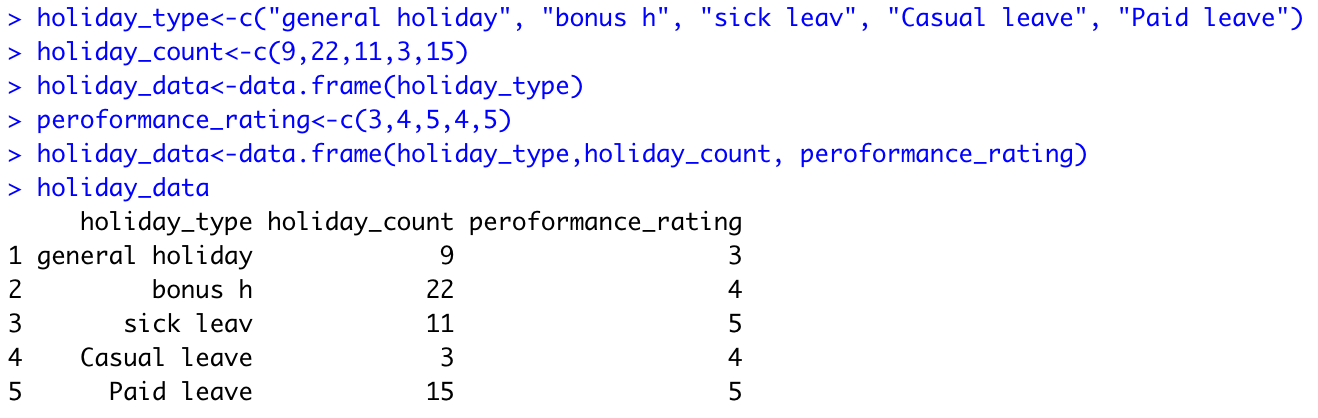 > holiday_type<-c("general holiday", "bonus h", "sick leav", "Casual leave", "Paid leave")
> holiday_count<-c(9,22,11,3,15)
> holiday_data<-data.frame(holiday_type)
> peroformance_rating<-c(3,4,5,4,5)
> holiday_data<-data.frame(holiday_type,holiday_count, peroformance_rating)
> holiday_data
     holiday_type holiday_count peroformance_rating
1 general holiday             9                   3
2         bonus h            22                   4
3       sick leav            11                   5
4    Casual leave             3                   4
5      Paid leave            15                   5